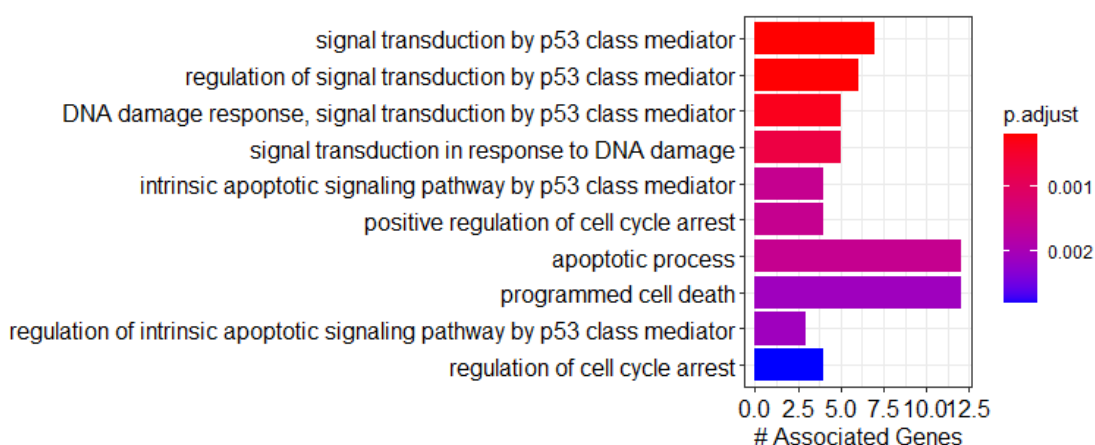 signal transduction by p53 class mediator
regulation of signal transduction by p53 class mediator
DNA damage response, signal transduction by p53 class mediator
signal transduction in response to DNA damage
intrinsic apoptotic signaling pathway by p53 class mediator
positive regulation of cell cycle arrest
apoptotic process
programmed cell death
regulation of intrinsic apoptotic signaling pathway by p53 class mediator
regulation of cell cycle arrest
0.0 2.5 5.0 7.5 10.0 12.5
# Associated Genes
p.adjust
0.001
0.002